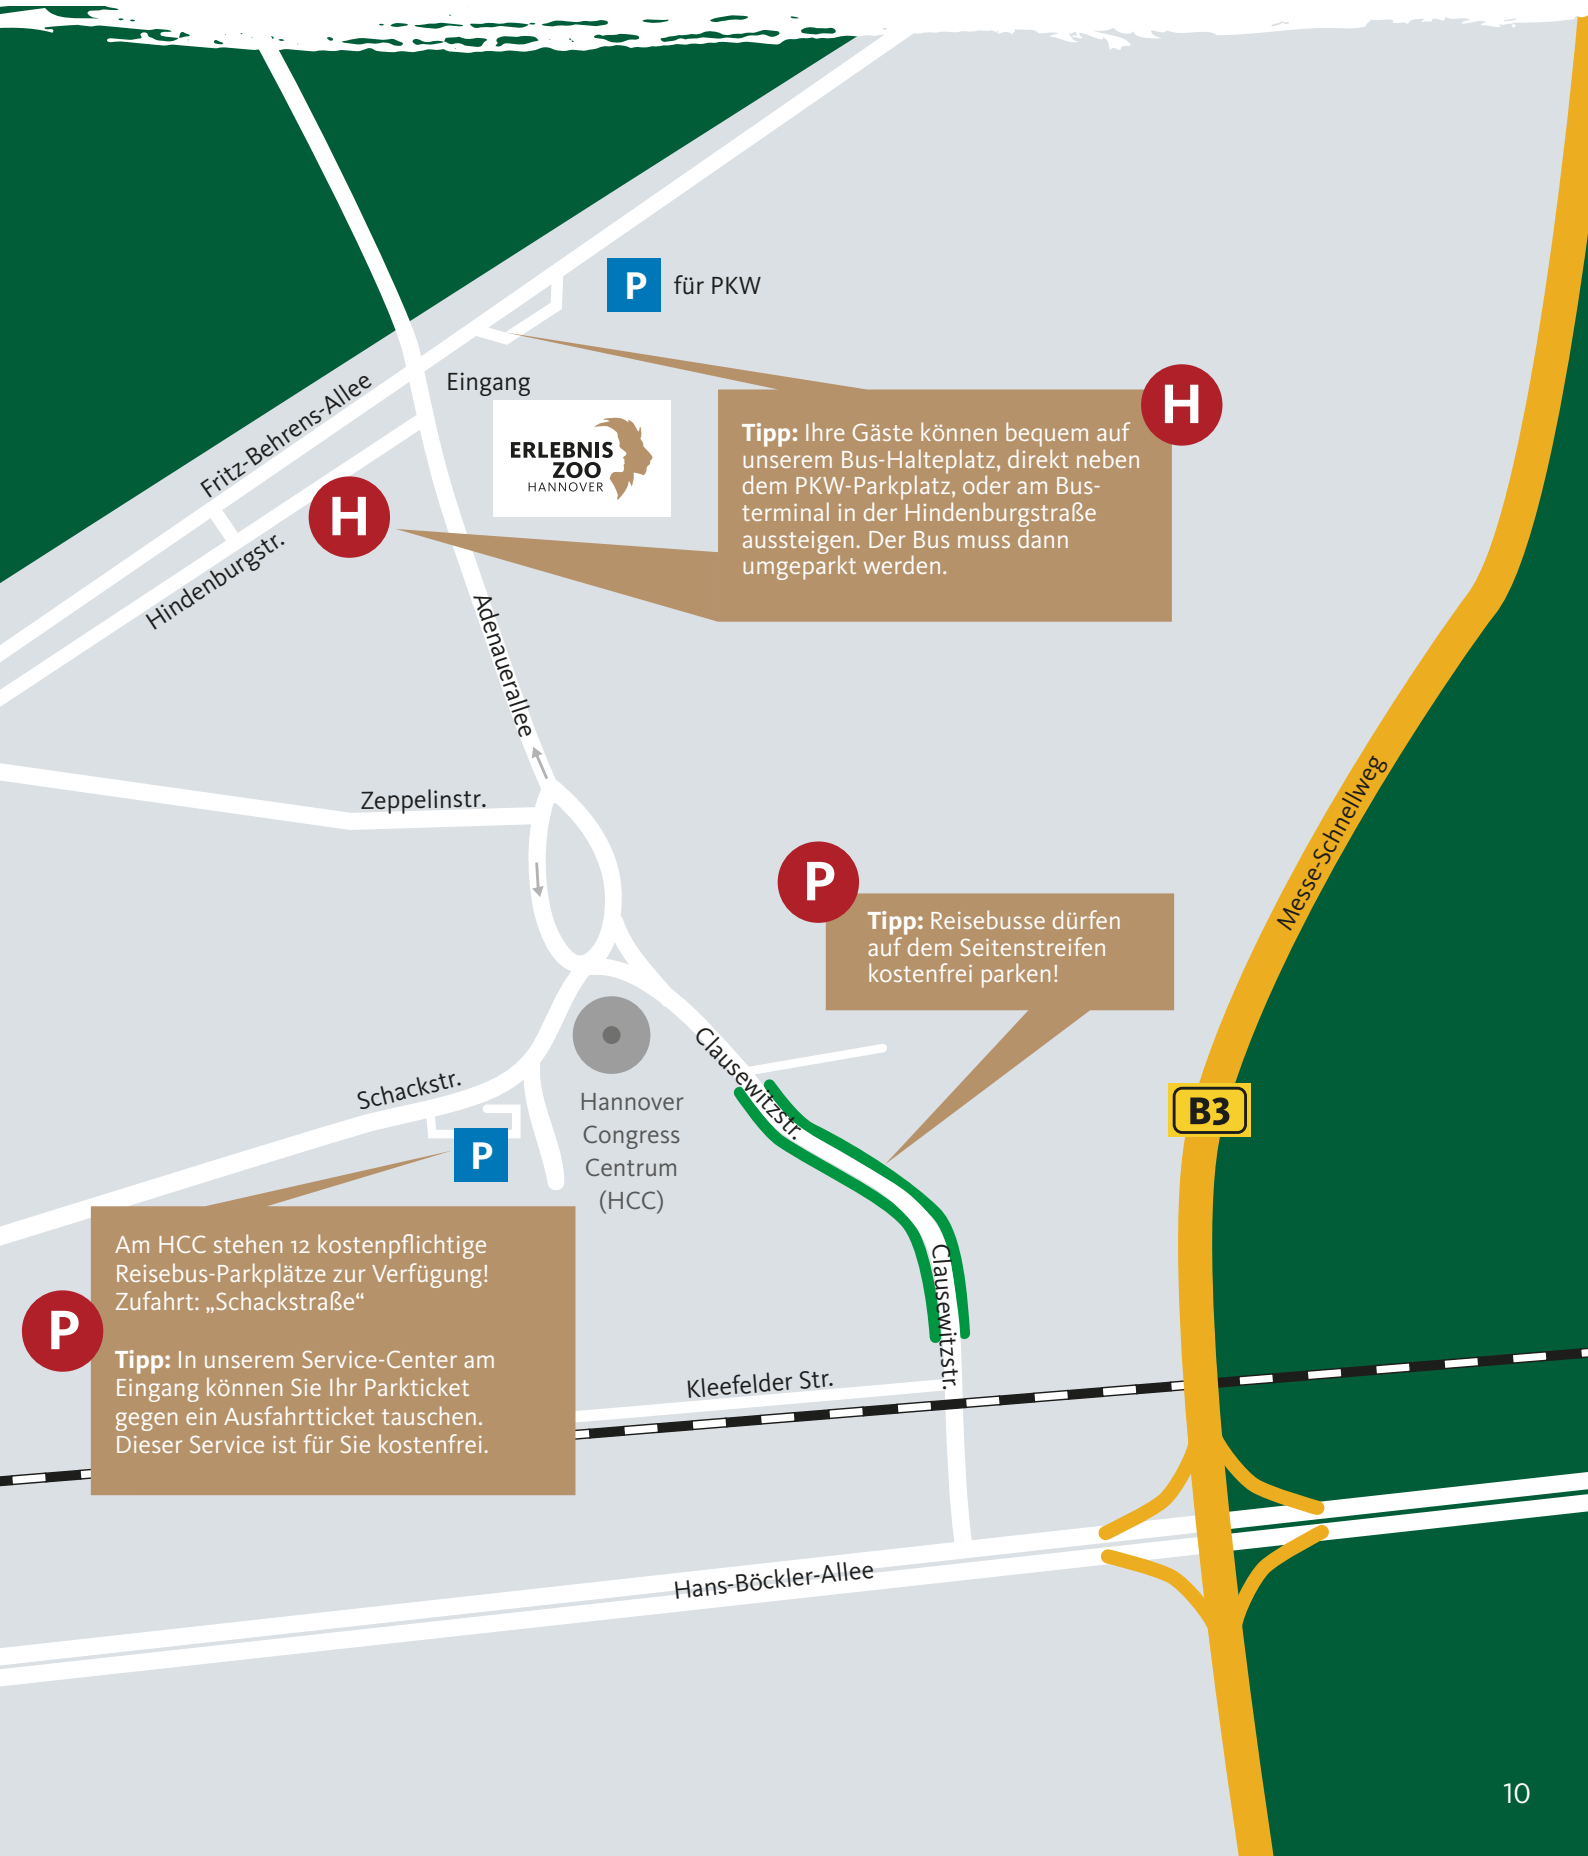 P für PKW
Eingang
Fritz-Behrens-Allee
ERLEBNIS
ZOO
HANNOVER
H
Tipp: Ihre Gäste können bequem auf
unserem Bus-Halteplatz, direkt neben
dem PKW-Parkplatz, oder am Bus-
terminal in der Hindenburgstraße
aussteigen. Der Bus muss dann
umgeparkt werden.
H
Hindenburgstr.
Adenauerallee
Zeppelinstr.
Messe-Schnellweg
P
Tipp: Reisebusse dürfen
auf dem Seitenstreifen
kostenfrei parken!
Clausewitzstr.
Schackstr.
Hannover
Congress
Centrum
(HCC)
B3
P
Am HCC stehen 12 kostenpflichtige
Reisebus-Parkplätze zur Verfügung!
Zufahrt: „Schackstraße“
P
Tipp: In unserem Service-Center am
Eingang können Sie Ihr Parkticket
gegen ein Ausfahrtticket tauschen.
Dieser Service ist für Sie kostenfrei.
Clausewitzstr.
Kleefelder Str.
Hans-Böckler-Allee
10